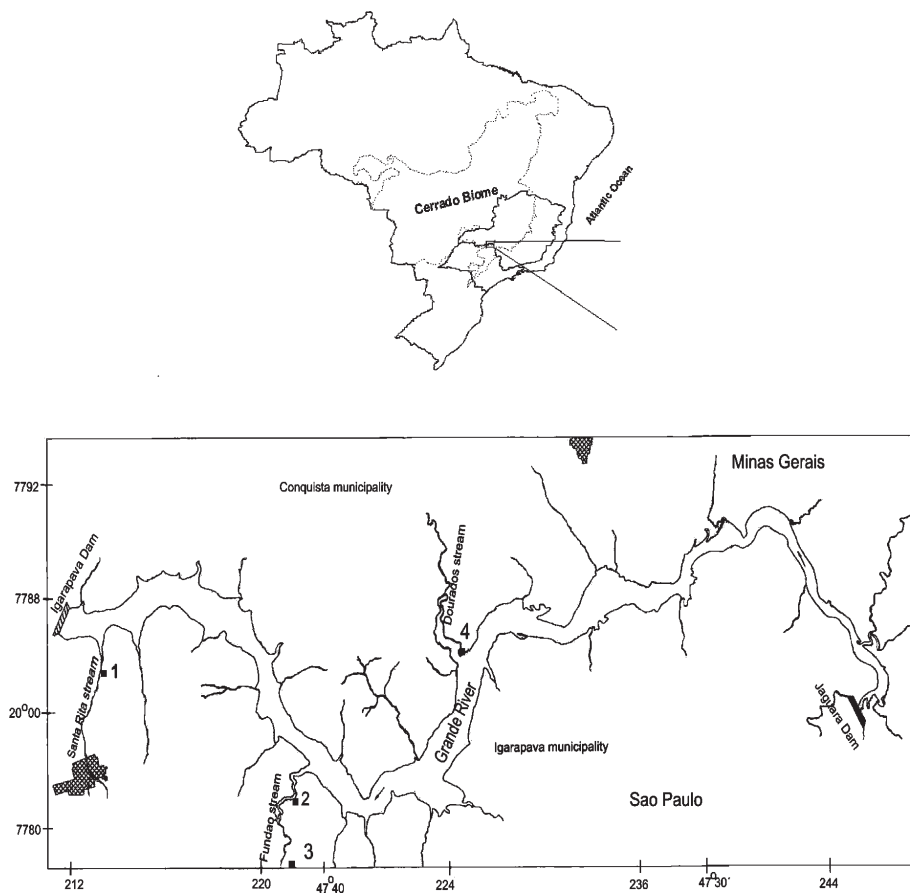 Cerrado Biome
Atlantic Ocean
Minas Gerais
7792
Conquista municipality
Igarapava Dam
7788
Dourados stream
4
1
Santa Rita stream
20°00
Grande River
Jaguara Dam
Igarapava municipality
Sao Paulo
Fundao stream
2
7780
3
212
220
47°40
224
236
47°30'
244